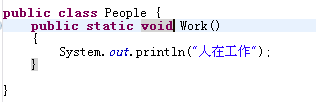 public class People {
public static void Work()
{
System.out.println("人在工作");
}
}